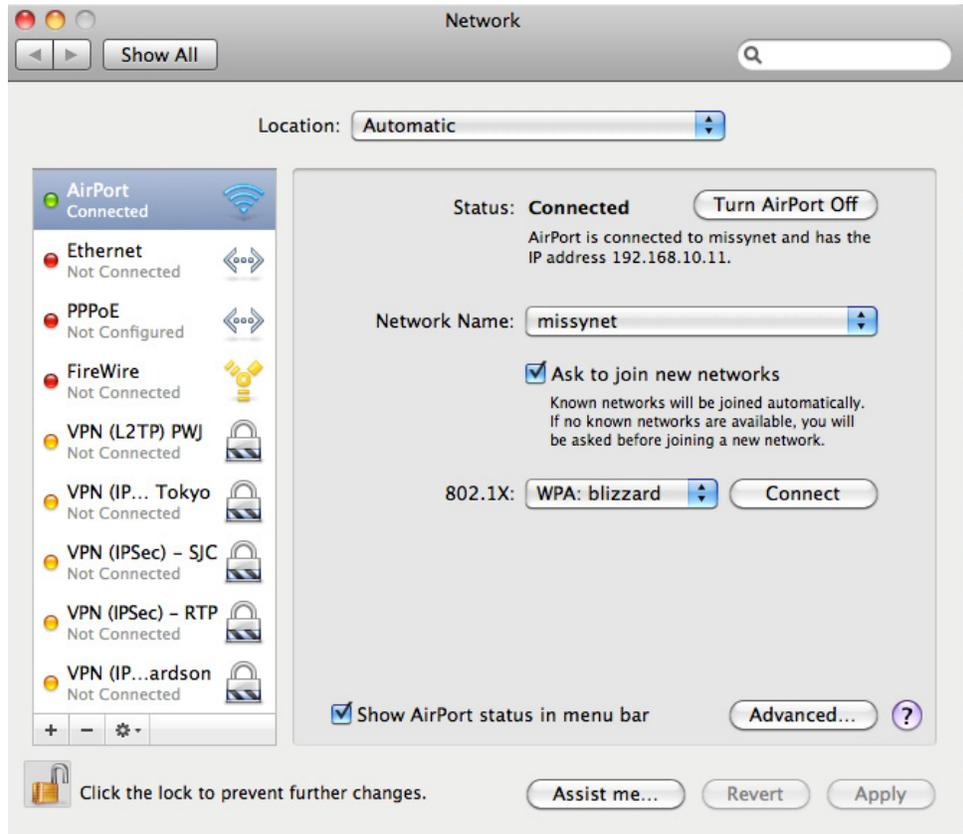 Network
Show All
Location: Automatic
AirPort
Connected
Ethernet
Not Connected
PPPoE
Not Configured
FireWire
Not Connected
VPN (L2TP) PWJ
Not Connected
VPN (IP... Tokyo
Not Connected
VPN (IPSec) – SJC
Not Connected
VPN (IPSec) – RTP
Not Connected
VPN (IP...ardson
Not Connected
Status: Connected
Turn AirPort Off
AirPort is connected to missynet and has the
IP address 192.168.10.11.
Network Name: missynet
Ask to join new networks
Known networks will be joined automatically.
If no known networks are available, you will
be asked before joining a new network.
802.1X: WPA: blizzard Connect
Show AirPort status in menu bar
Advanced... ?
Click the lock to prevent further changes.
Assist me... Revert Apply